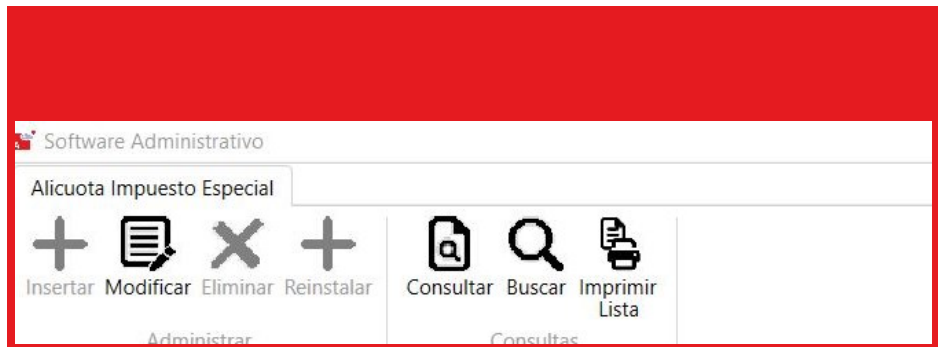 Software Administrativo
Alicuota Impuesto Especial
Insertar Modificar Eliminar Reinstalar Consultar Buscar Imprimir Lista
Administrar Consultas